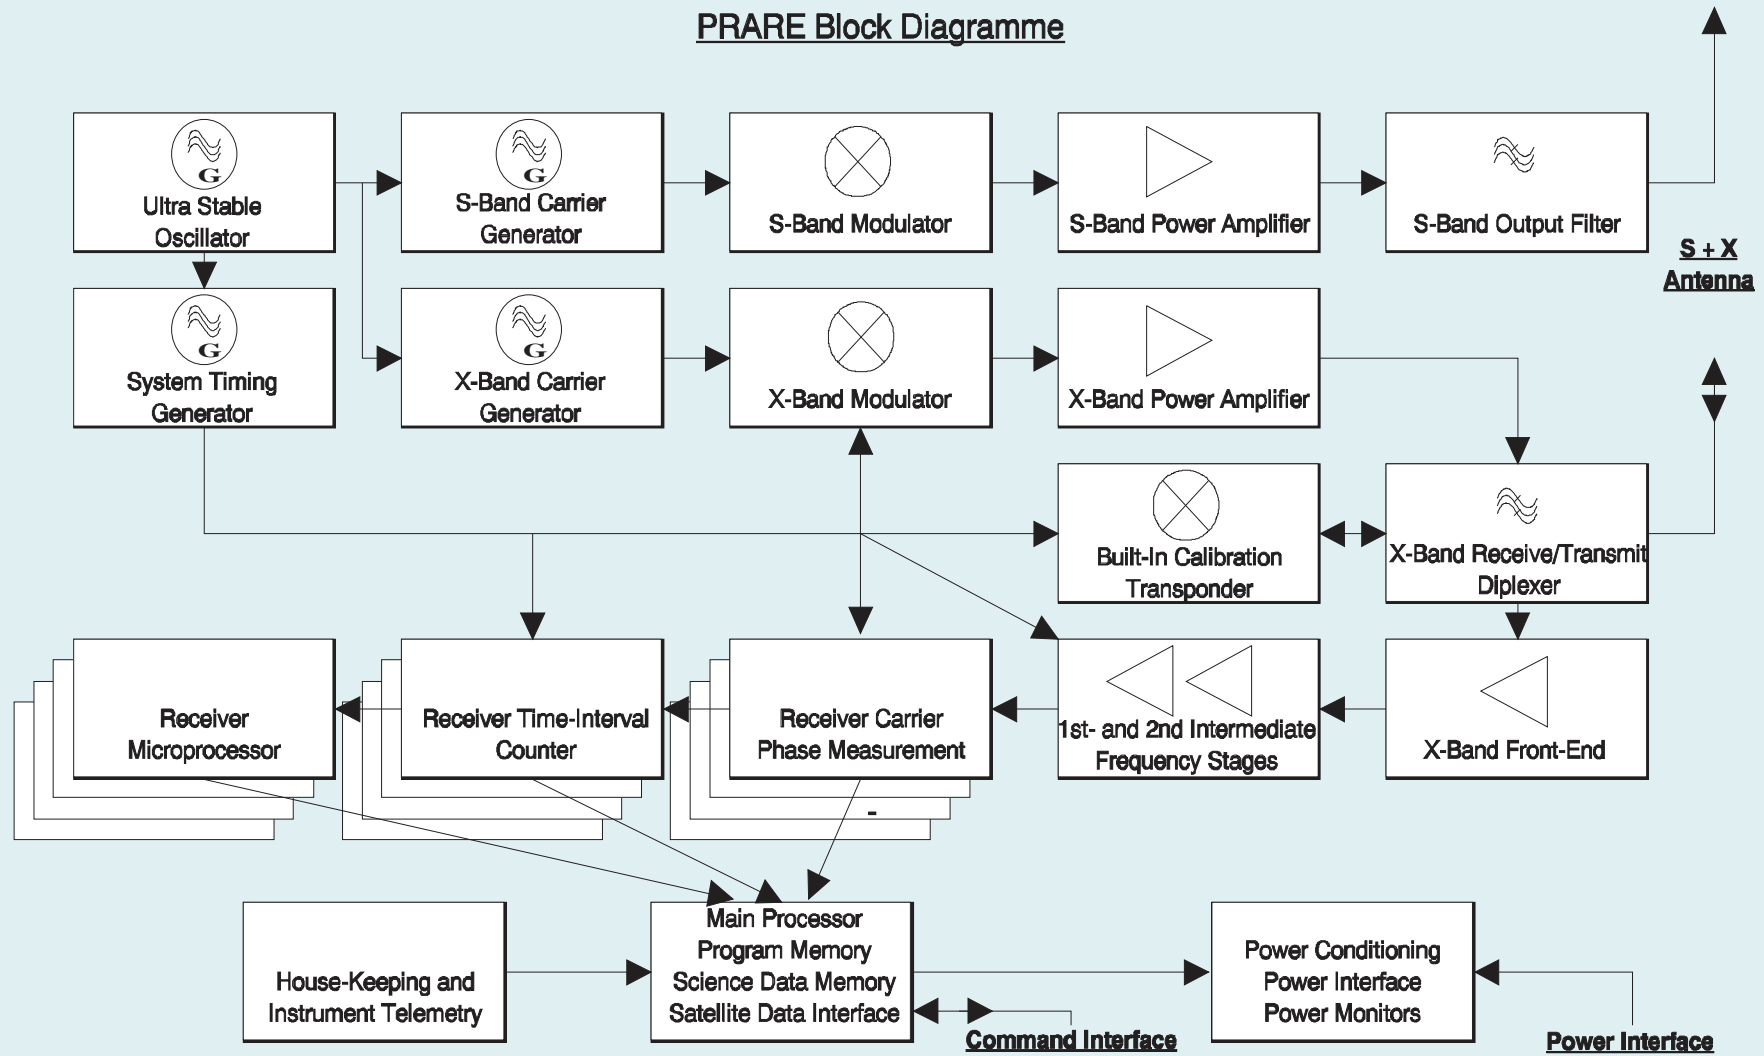 PRARE Block Diagramme
G
Ultra Stable
Oscillator
G
S-Band Carrier
Generator
S-Band Modulator
S-Band Power Amplifier
S-Band Output Filter
S + X
Antenna
G
System Timing
Generator
G
X-Band Carrier
Generator
X-Band Modulator
X-Band Power Amplifier
Built-In Calibration
Transponder
X-Band Receive/Transmit
Diplexer
Receiver
Microprocessor
Receiver Time-Interval
Counter
Receiver Carrier
Phase Measurement
-
1st- and 2nd Intermediate
Frequency Stages
X-Band Front-End
House-Keeping and
Instrument Telemetry
Main Processor
Program Memory
Science Data Memory
Satellite Data Interface
Command Interface
Power Conditioning
Power Interface
Power Monitors
Power Interface